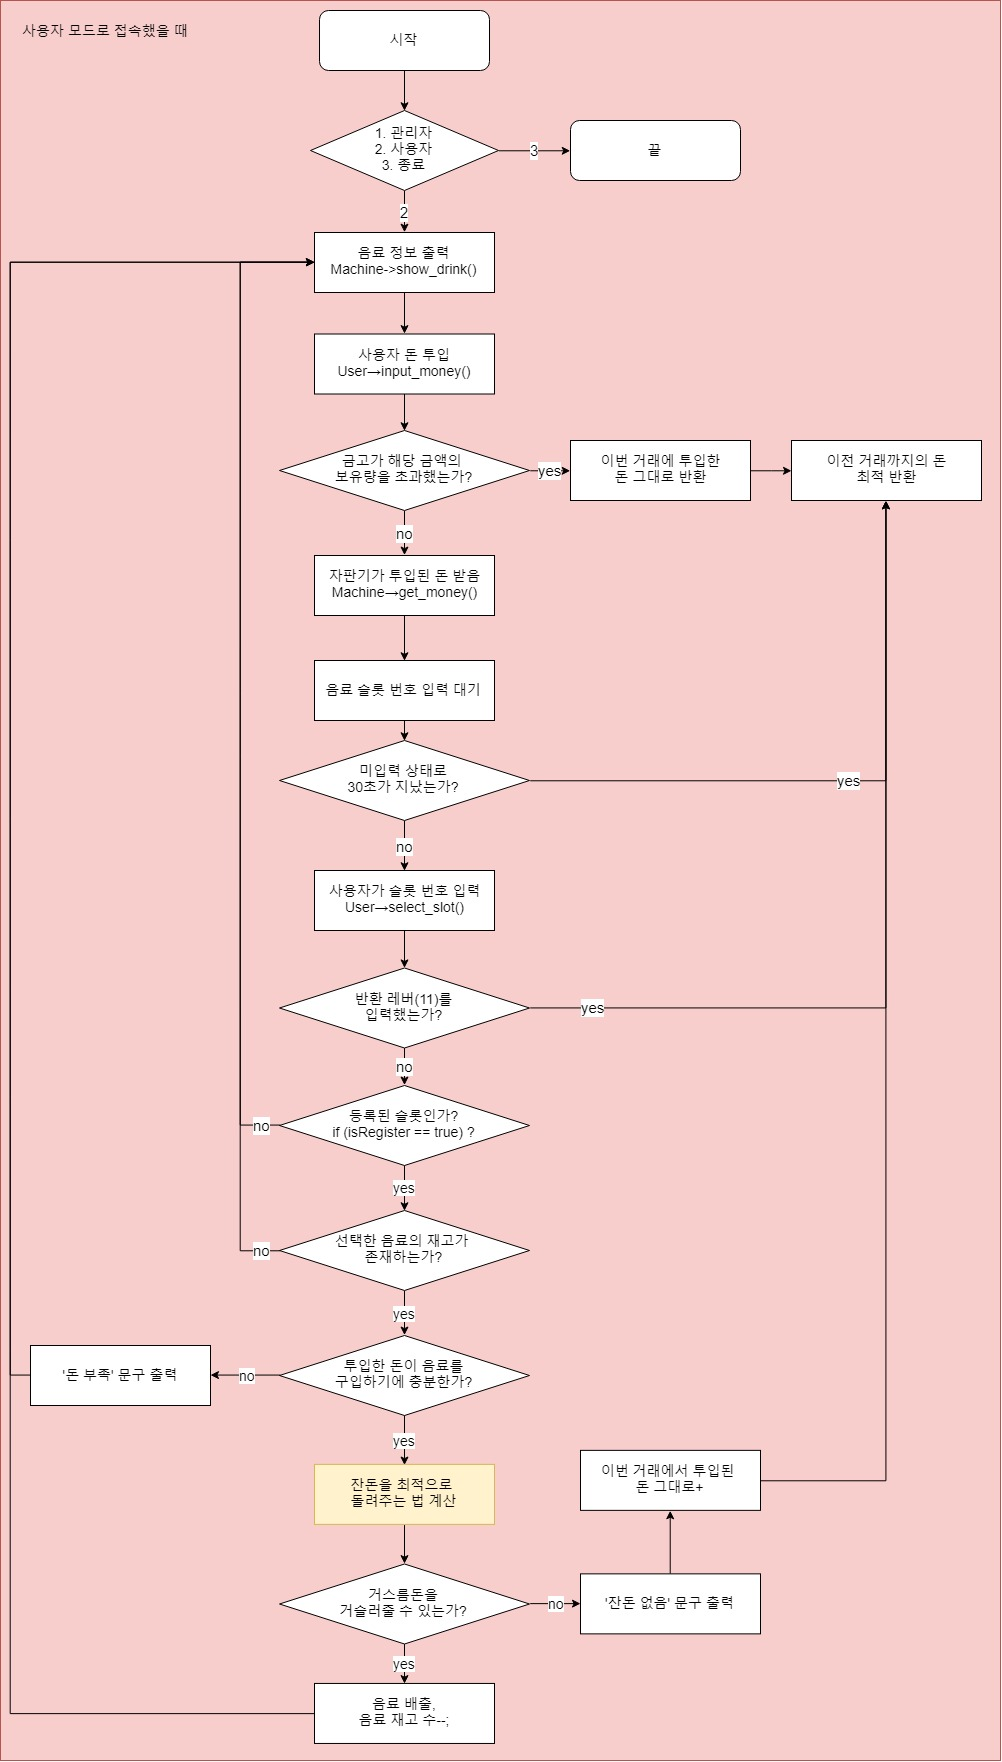 사용자 모드로 접속했을 때
시작
1. 관리자
2. 사용자
3. 종료
3
끝
2
음료 정보 출력
Machine->show_drink()
사용자 돈 투입
User→input_money()
금고가 해당 금액의
보유량을 초과했는가?
yes
이번 거래에 투입한
돈 그대로 반환
이전 거래까지의 돈
최적 반환
no
자판기가 투입된 돈 받음
Machine→get_money()
음료 슬롯 번호 입력 대기
미입력 상태로
30초가 지났는가?
yes
no
사용자가 슬롯 번호 입력
User→select_slot()
반환 레버(11)를
입력했는가?
yes
no
등록된 슬롯인가?
if (isRegister == true) ?
no
yes
선택한 음료의 재고가
존재하는가?
no
yes
투입한 돈이 음료를
구입하기에 충분한가?
no
'돈 부족' 문구 출력
yes
잔돈을 최적으로
돌려주는 법 계산
이번 거래에서 투입된
돈 그대로+
거스름돈을
거슬러줄 수 있는가?
no
'잔돈 없음' 문구 출력
yes
음료 배출,
음료 재고 수--;